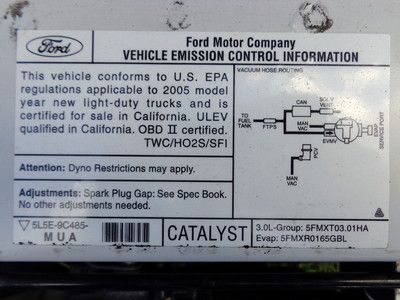 Ford
Ford Motor Company
VEHICLE EMISSION CONTROL INFORMATION
This vehicle conforms to U.S. EPA
regulations applicable to 2005 model
year new light-duty trucks and is
certified for sale in California. ULEV
qualified in California. OBD II certified.
TWC/HO2S/SFI
VACUUM HOSE ROUTING
CAN
SOLV
VENT
TO
FUEL
TANK
FTPS
MAN
VAC
EVMV
EVAP
SERVICE PORT
MAN
VAC
PCV
Attention: Dyno Restrictions May Apply.
Adjustments: Spark Plug Gap: See Spec Book.
No other adjustments needed.
5L5E-9C485-
MUA
CATALYST
3.0L-Group: 5FMXT03.01HA
Evap: 5FMXR0165GBL